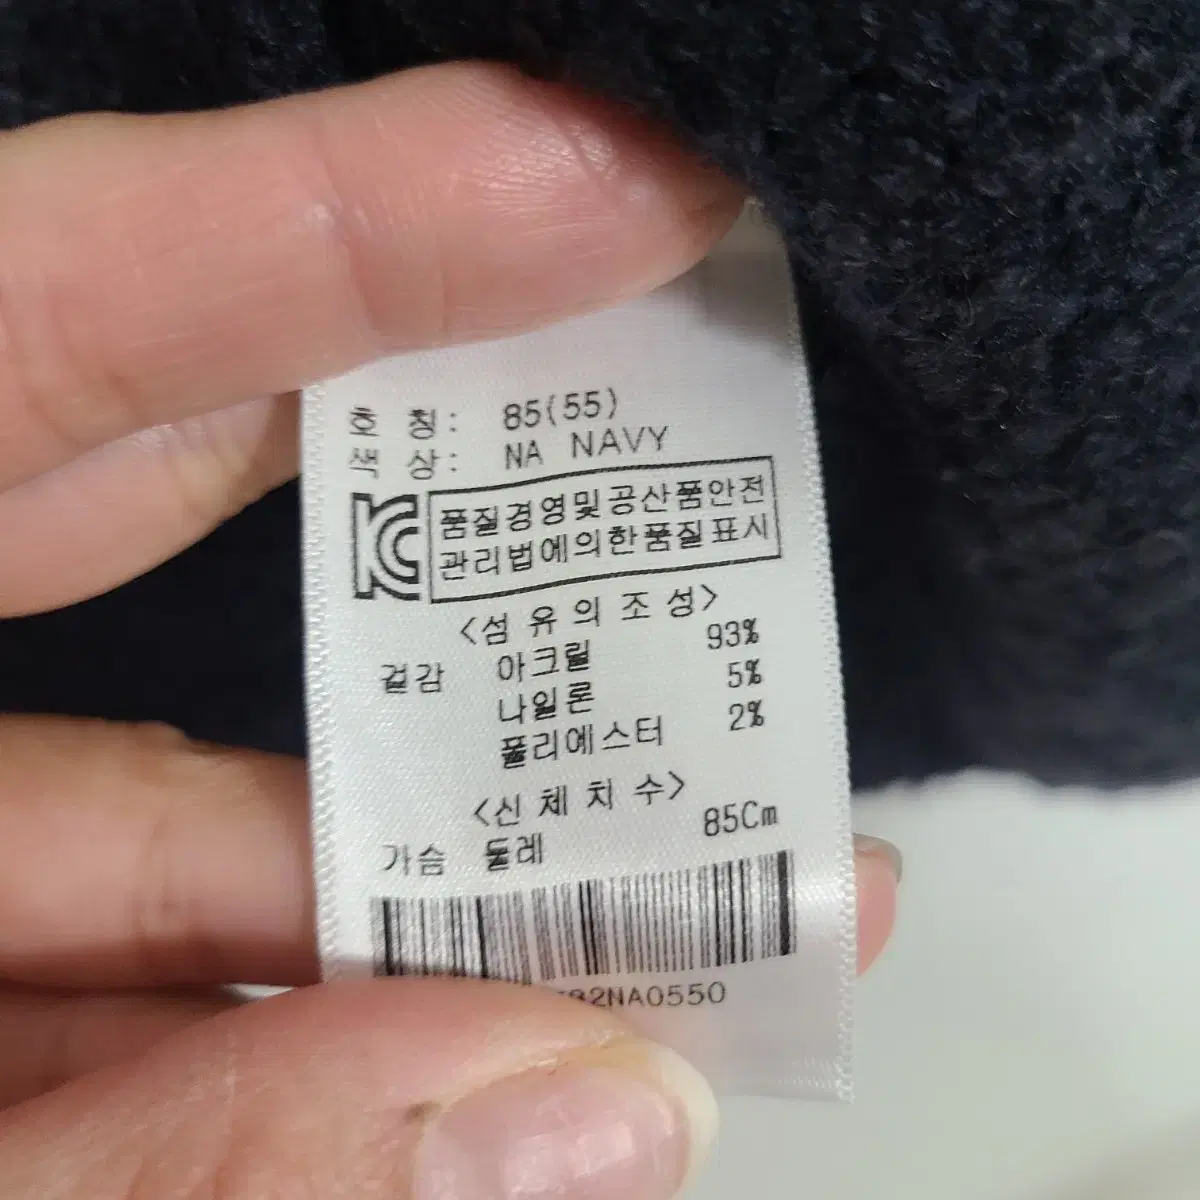 호 칭: 85(55)
색 상: NA NAVY
KC
품질경영및공산품안전
관리법에의한품질표시
<섬 유 의 조 성>
겉감 아크릴 93%
나일론 5%
폴리에스터 2%
<신 체 치 수>
가슴 둘레 85Cm
2NA0550